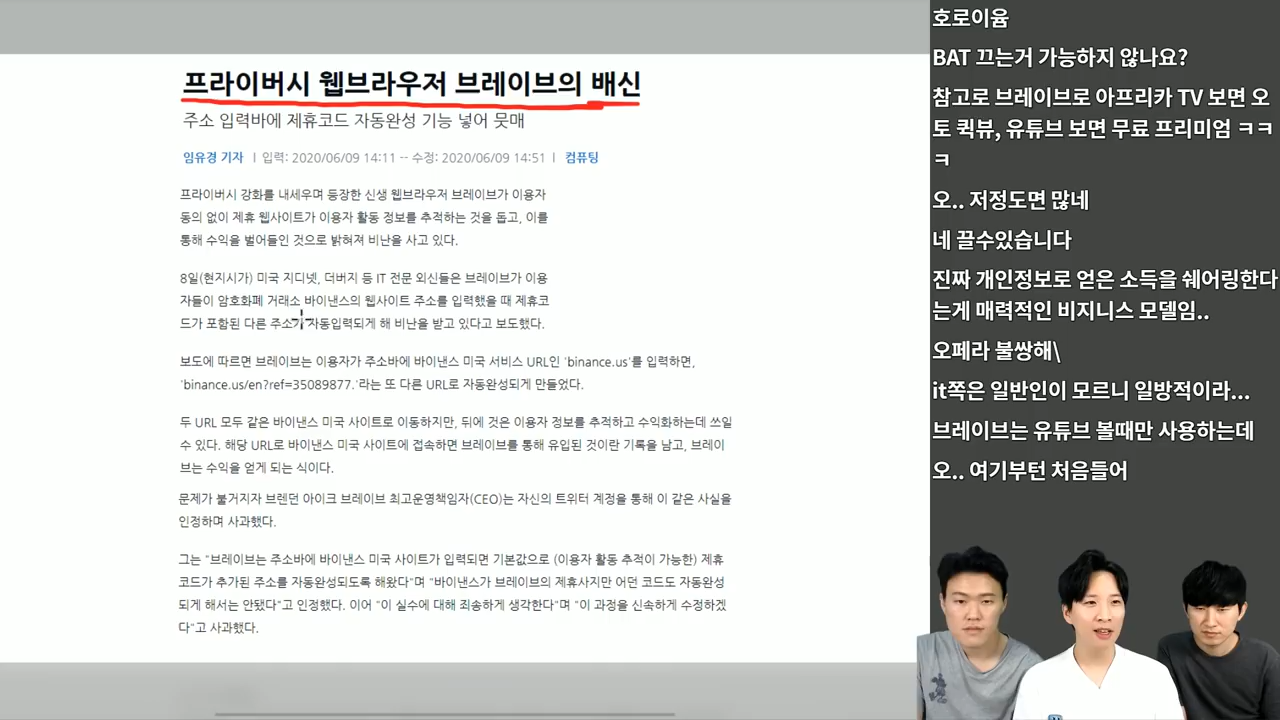 프라이버시 웹브라우저 브레이브의 배신
주소 입력바에 제휴코드 자동완성 기능 넣어 뭇매
임유경 기자 | 입력: 2020/06/09 14:11 -- 수정: 2020/06/09 14:51 | 컴퓨팅
프라이버시 강화를 내세우며 등장한 신생 웹브라우저 브레이브가 이용자
동의 없이 제휴 웹사이트가 이용자 활동 정보를 추적하는 것을 돕고, 이를
통해 수익을 벌어들인 것으로 밝혀져 비난을 사고 있다.
8일(현지시가) 미국 지디넷, 더버지 등 IT 전문 외신들은 브레이브가 이용
자들이 암호화폐 거래소 바이낸스의 웹사이트 주소를 입력했을 때 제휴코
드가 포함된 다른 주소가 자동입력되게 해 비난을 받고 있다고 보도했다.
보도에 따르면 브레이브는 이용자가 주소바에 바이낸스 미국 서비스 URL인 'binance.us'를 입력하면,
'binance.us/en?ref=35089877.'라는 또 다른 URL로 자동완성되게 만들었다.
두 URL 모두 같은 바이낸스 미국 사이트로 이동하지만, 뒤에 것은 이용자 정보를 추적하고 수익화하는데 쓰일
수 있다. 해당 URL로 바이낸스 미국 사이트에 접속하면 브레이브를 통해 유입된 것이란 기록을 남고, 브레이
브는 수익을 얻게 되는 식이다.
문제가 불거지자 브렌던 아이크 브레이브 최고운영책임자(CEO)는 자신의 트위터 계정을 통해 이 같은 사실을
인정하며 사과했다.
그는 "브레이브는 주소바에 바이낸스 미국 사이트가 입력되면 기본값으로 (이용자 활동 추적이 가능한) 제휴
코드가 추가된 주소를 자동완성되도록 해왔다"며 "바이낸스가 브레이브의 제휴사지만 어떤 코드도 자동완성
되게 해서는 안됐다"고 인정했다. 이어 "이 실수에 대해 죄송하게 생각한다"며 "이 과정을 신속하게 수정하겠
다"고 사과했다.
호로이윰
BAT 끄는거 가능하지 않나요?
참고로 브레이브로 아프리카 TV 보면 오
토 퀵뷰, 유튜브 보면 무료 프리미엄 ㅋㅋ
ㅋ
오.. 저정도면 많네
네 끌수있습니다
진짜 개인정보로 얻은 소득을 쉐어링한다
는게 매력적인 비지니스 모델임..
오페라 불쌍해\
it쪽은 일반인이 모르니 일방적이라...
브레이브는 유튜브 볼때만 사용하는데
오.. 여기부턴 처음들어